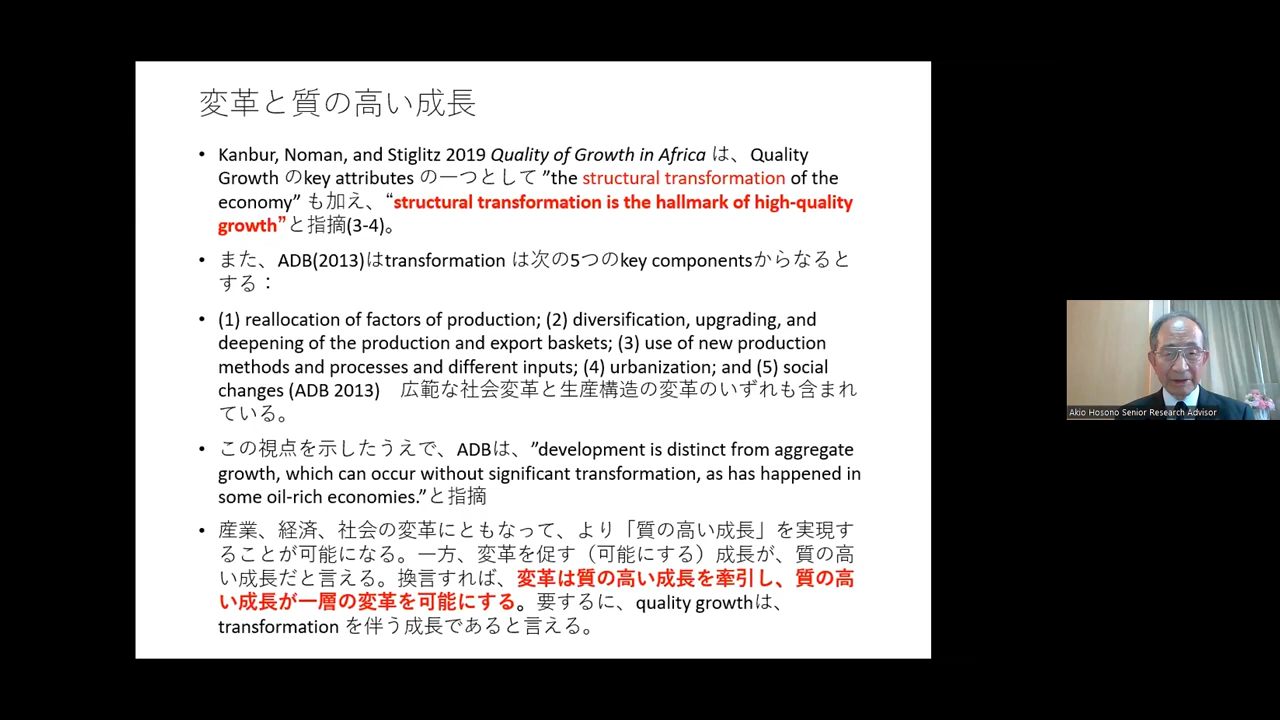 変革と質の高い成長
• Kanbur, Noman, and Stiglitz 2019 Quality of Growth in Africa は、Quality
Growth のkey attributes の一つとして ”the structural transformation of the
economy” も加え、“structural transformation is the hallmark of high-quality
growth”と指摘(3-4)。
• また、ADB(2013)はtransformation は次の5つのkey componentsからなると
する：
• (1) reallocation of factors of production; (2) diversification, upgrading, and
deepening of the production and export baskets; (3) use of new production
methods and processes and different inputs; (4) urbanization; and (5) social
changes (ADB 2013)　広範な社会変革と生産構造の変革のいずれも含まれ
ている。
• この視点を示したうえで、ADBは、”development is distinct from aggregate
growth, which can occur without significant transformation, as has happened in
some oil-rich economies.”と指摘
• 産業、経済、社会の変革にともなって、より「質の高い成長」を実現す
ることが可能になる。一方、変革を促す（可能にする）成長が、質の高
い成長だと言える。換言すれば、変革は質の高い成長を牽引し、質の高
い成長が一層の変革を可能にする。要するに、quality growthは、
transformation を伴う成長であると言える。
Akio Hosono Senior Research Advisor